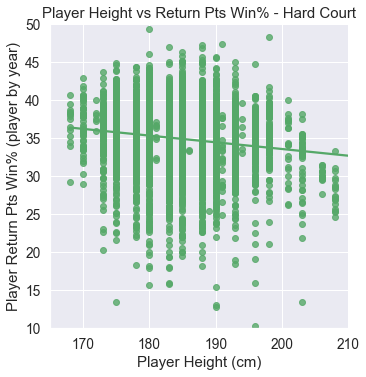 Player Height vs Return Pts Win% - Hard Court
Player Return Pts Win% (player by year)
50
45
40
35
30
25
20
15
10
170 180 190 200 210
Player Height (cm)